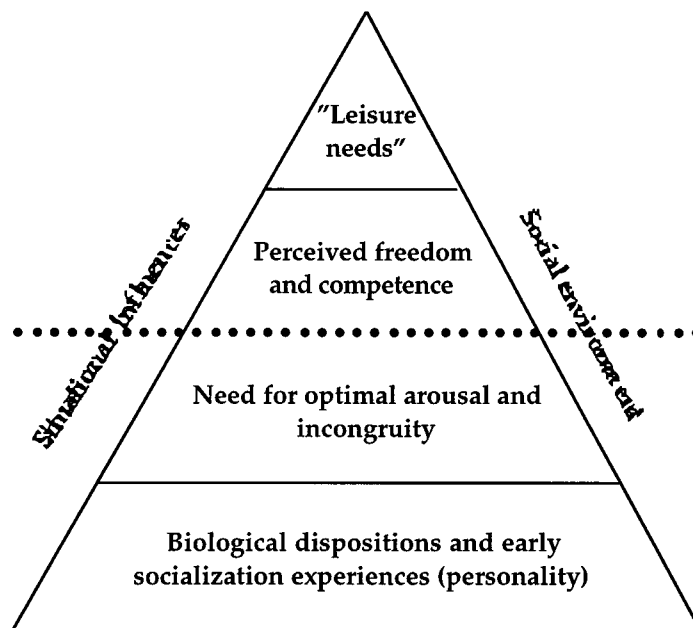 "Leisure
needs"
Perceived freedom
and competence
Situational Influences
Social environment
Need for optimal arousal and
incongruity
Biological dispositions and early
socialization experiences (personality)